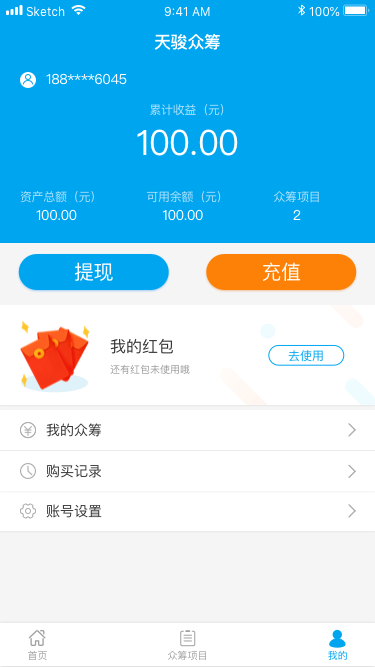 Sketch 9:41 AM 100%
天骏众筹
188****6045
累计收益（元）
100.00
资产总额（元） 可用余额（元） 众筹项目
100.00 100.00 2
提现 充值
我的红包
还有红包未使用哦
去使用
我的众筹
购买记录
账号设置
首页 众筹项目 我的